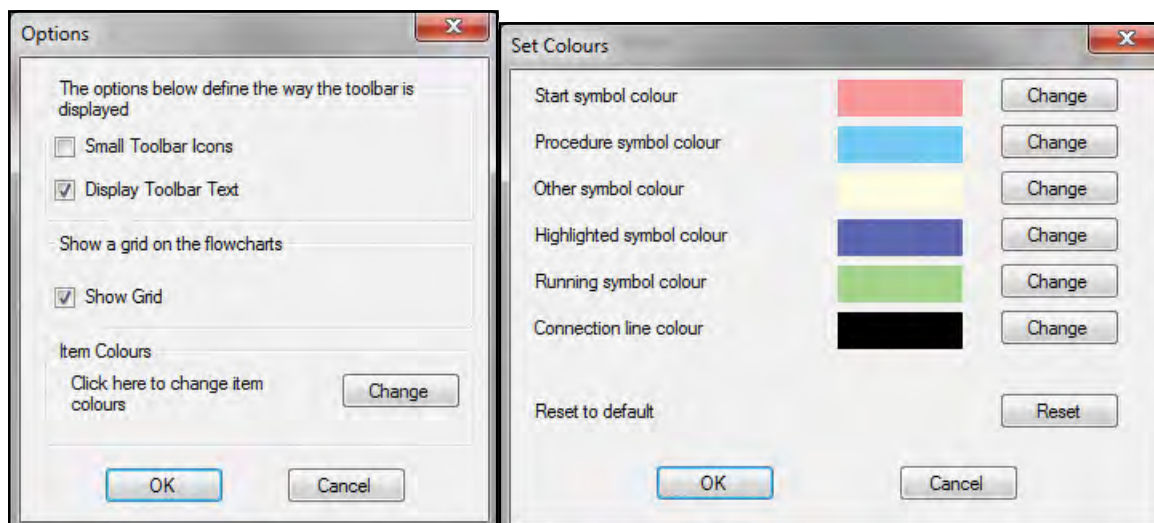 Options
The options below define the way the toolbar is
displayed
Small Toolbar Icons
Display Toolbar Text
Show a grid on the flowcharts
Show Grid
Item Colours
Click here to change item
colours
Change
OK
Cancel
Set Colours
Start symbol colour
Change
Procedure symbol colour
Change
Other symbol colour
Change
Highlighted symbol colour
Change
Running symbol colour
Change
Connection line colour
Change
Reset to default
Reset
OK
Cancel